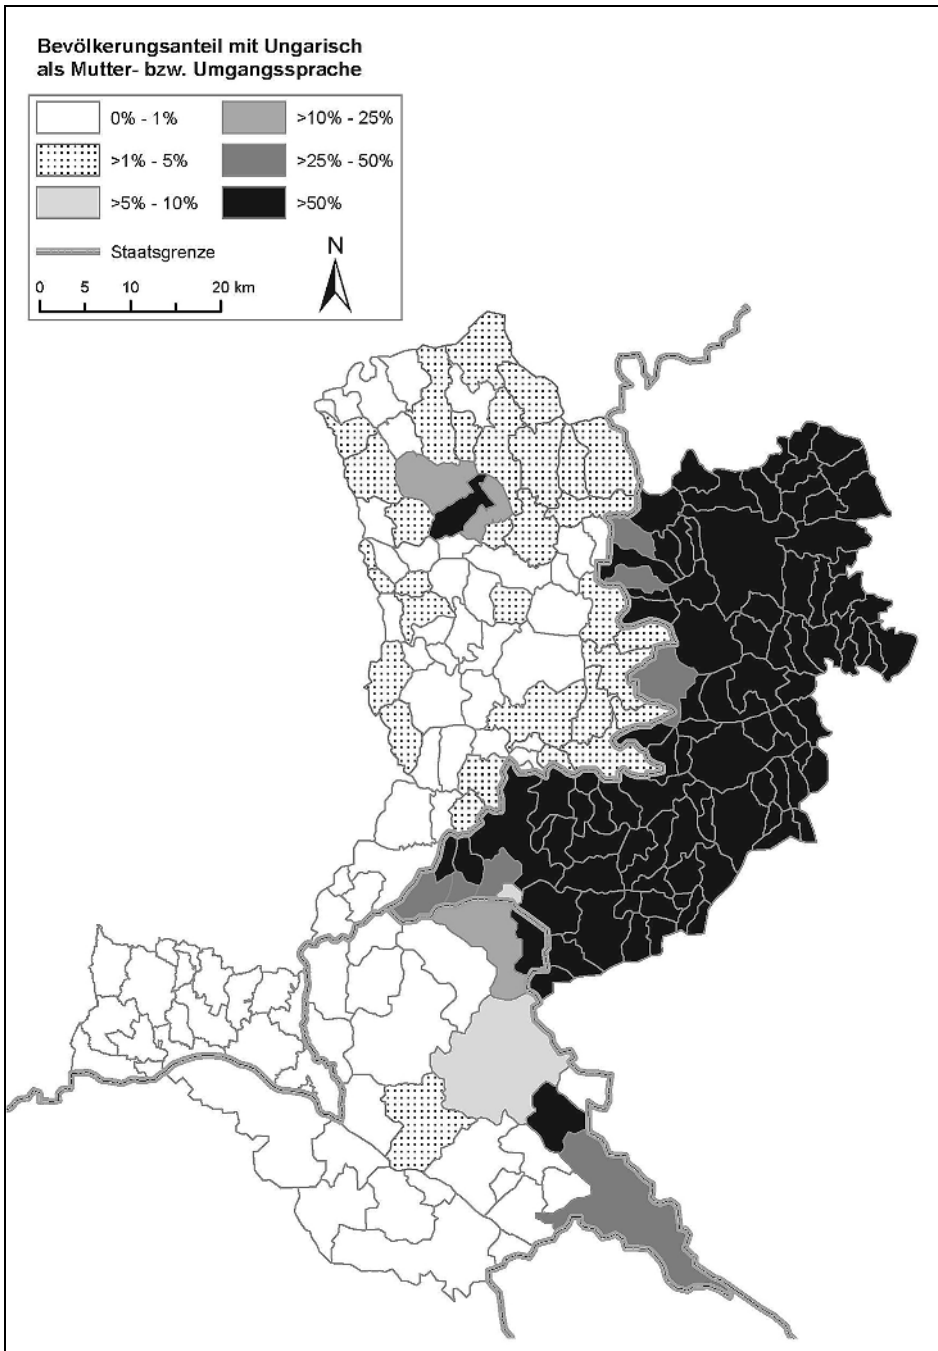 Bevölkerungsanteil mit Ungarisch
als Mutter- bzw. Umgangssprache
0% - 1%
>10% - 25%
>1% - 5%
>25% - 50%
>5% - 10%
>50%
Staatsgrenze
N
0 5 10 20 km